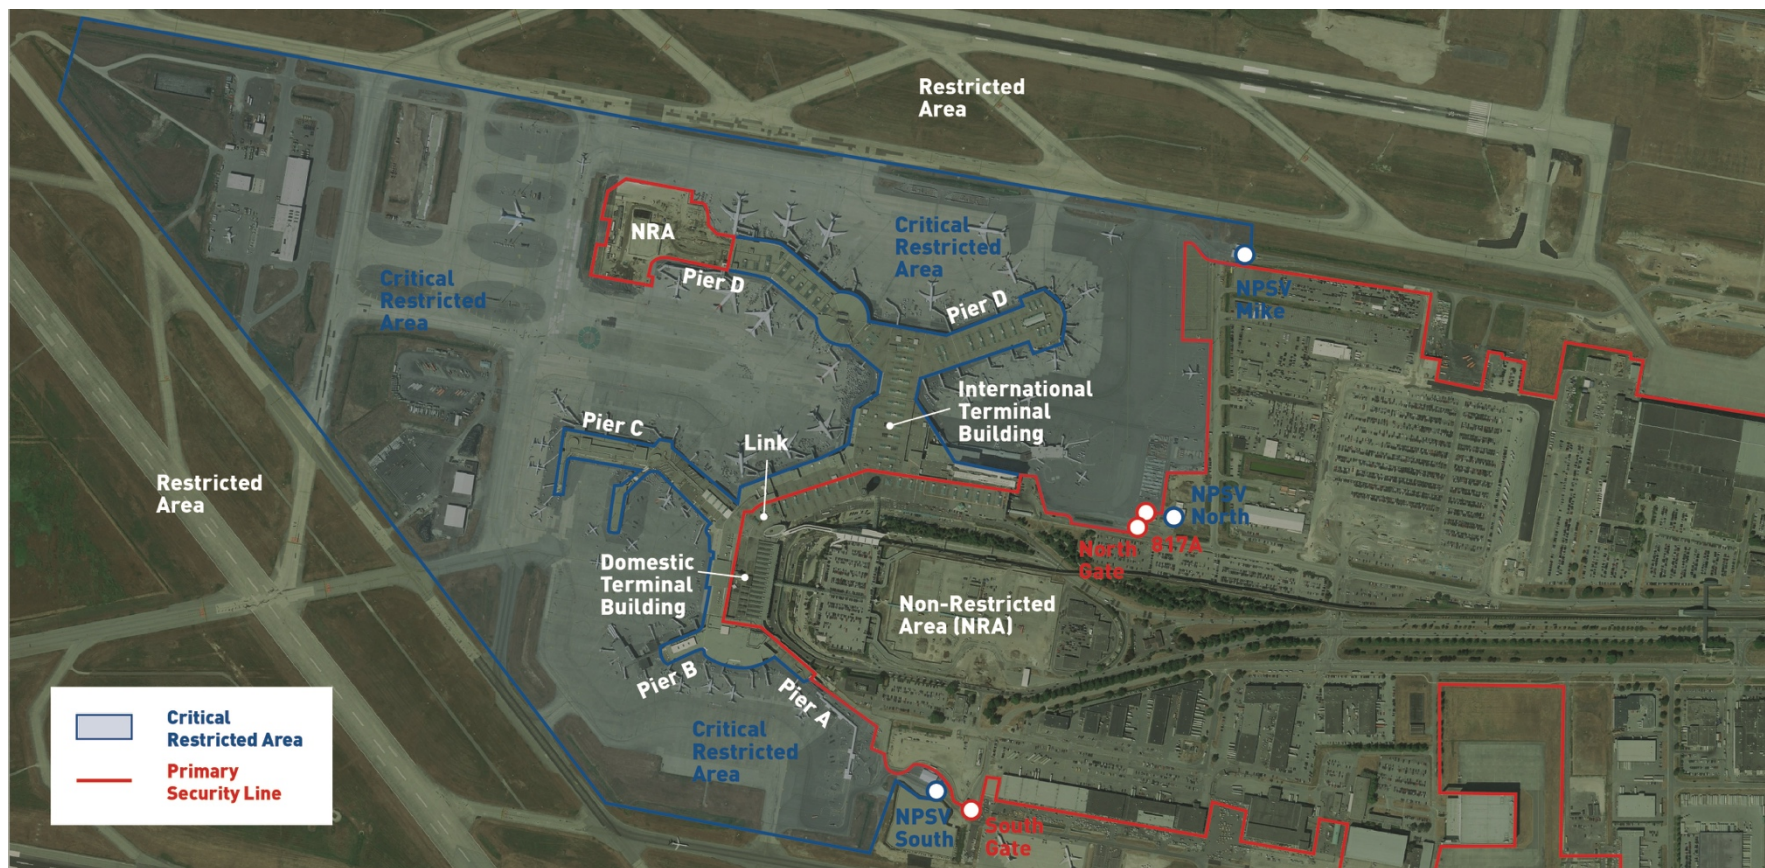 Restricted
Area
Critical
Restricted
Area
NRA
Pier D
Critical
Restricted
Area
Pier D
NPSV
Mike
International
Terminal
Building
Pier C
Link
Restricted
Area
NPSV
North
North
Gate
B17A
Domestic
Terminal
Building
Non-Restricted
Area (NRA)
Pier B
Pier A
Critical
Restricted
Area
NPSV
South
South
Gate
Critical
Restricted Area
Primary
Security Line